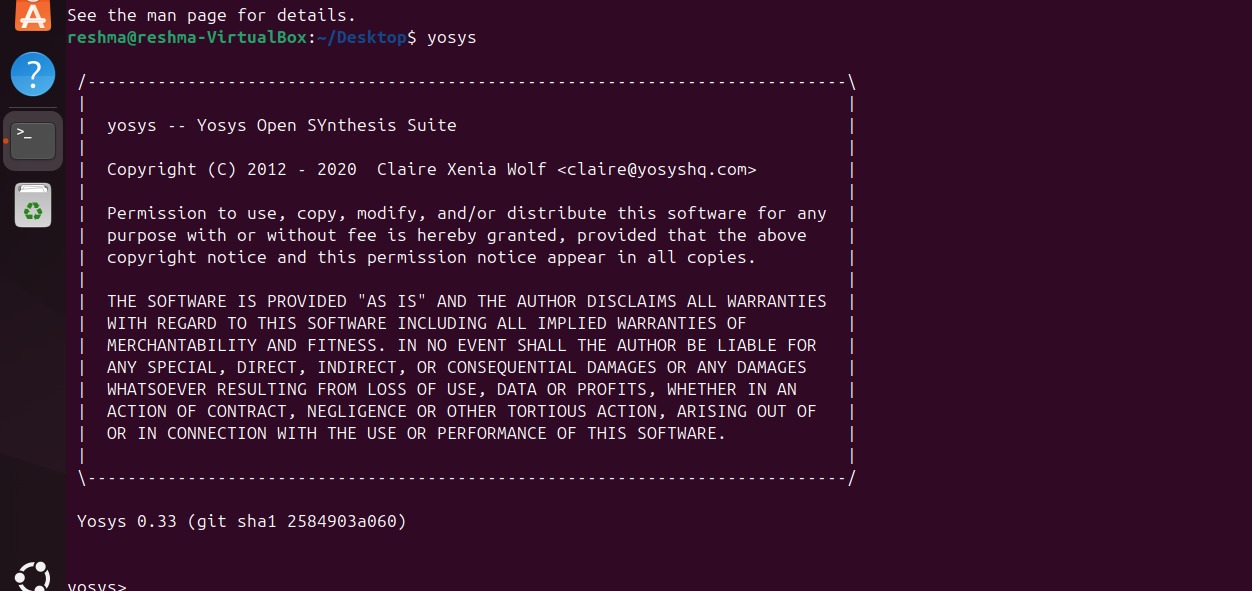 See the man page for details.
reshma@reshma-VirtualBox:~/Desktop$ yosys
/----------------------------------------------------------------------------\
|                                                                            |
|  yosys -- Yosys Open SYnthesis Suite                                       |
|                                                                            |
|  Copyright (C) 2012 - 2020  Claire Xenia Wolf <claire@yosyshq.com>         |
|                                                                            |
|  Permission to use, copy, modify, and/or distribute this software for any  |
|  purpose with or without fee is hereby granted, provided that the above    |
|  copyright notice and this permission notice appear in all copies.         |
|                                                                            |
|  THE SOFTWARE IS PROVIDED "AS IS" AND THE AUTHOR DISCLAIMS ALL WARRANTIES  |
|  WITH REGARD TO THIS SOFTWARE INCLUDING ALL IMPLIED WARRANTIES OF          |
|  MERCHANTABILITY AND FITNESS. IN NO EVENT SHALL THE AUTHOR BE LIABLE FOR   |
|  ANY SPECIAL, DIRECT, INDIRECT, OR CONSEQUENTIAL DAMAGES OR ANY DAMAGES    |
|  WHATSOEVER RESULTING FROM LOSS OF USE, DATA OR PROFITS, WHETHER IN AN     |
|  ACTION OF CONTRACT, NEGLIGENCE OR OTHER TORTIOUS ACTION, ARISING OUT OF   |
|  OR IN CONNECTION WITH THE USE OR PERFORMANCE OF THIS SOFTWARE.            |
|                                                                            |
\----------------------------------------------------------------------------/
Yosys 0.33 (git sha1 2584903a060)
yosys>